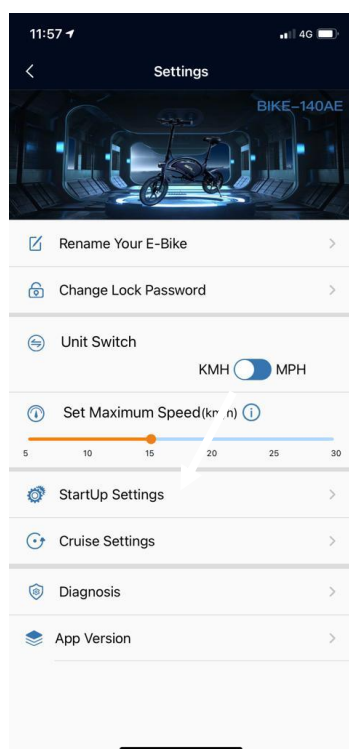 11:57
4G
Settings
BIKE-140AE
Rename Your E-Bike
Change Lock Password
Unit Switch
KMH
MPH
Set Maximum Speed
5 10 15 20 25 30
StartUp Settings
Cruise Settings
Diagnosis
App Version